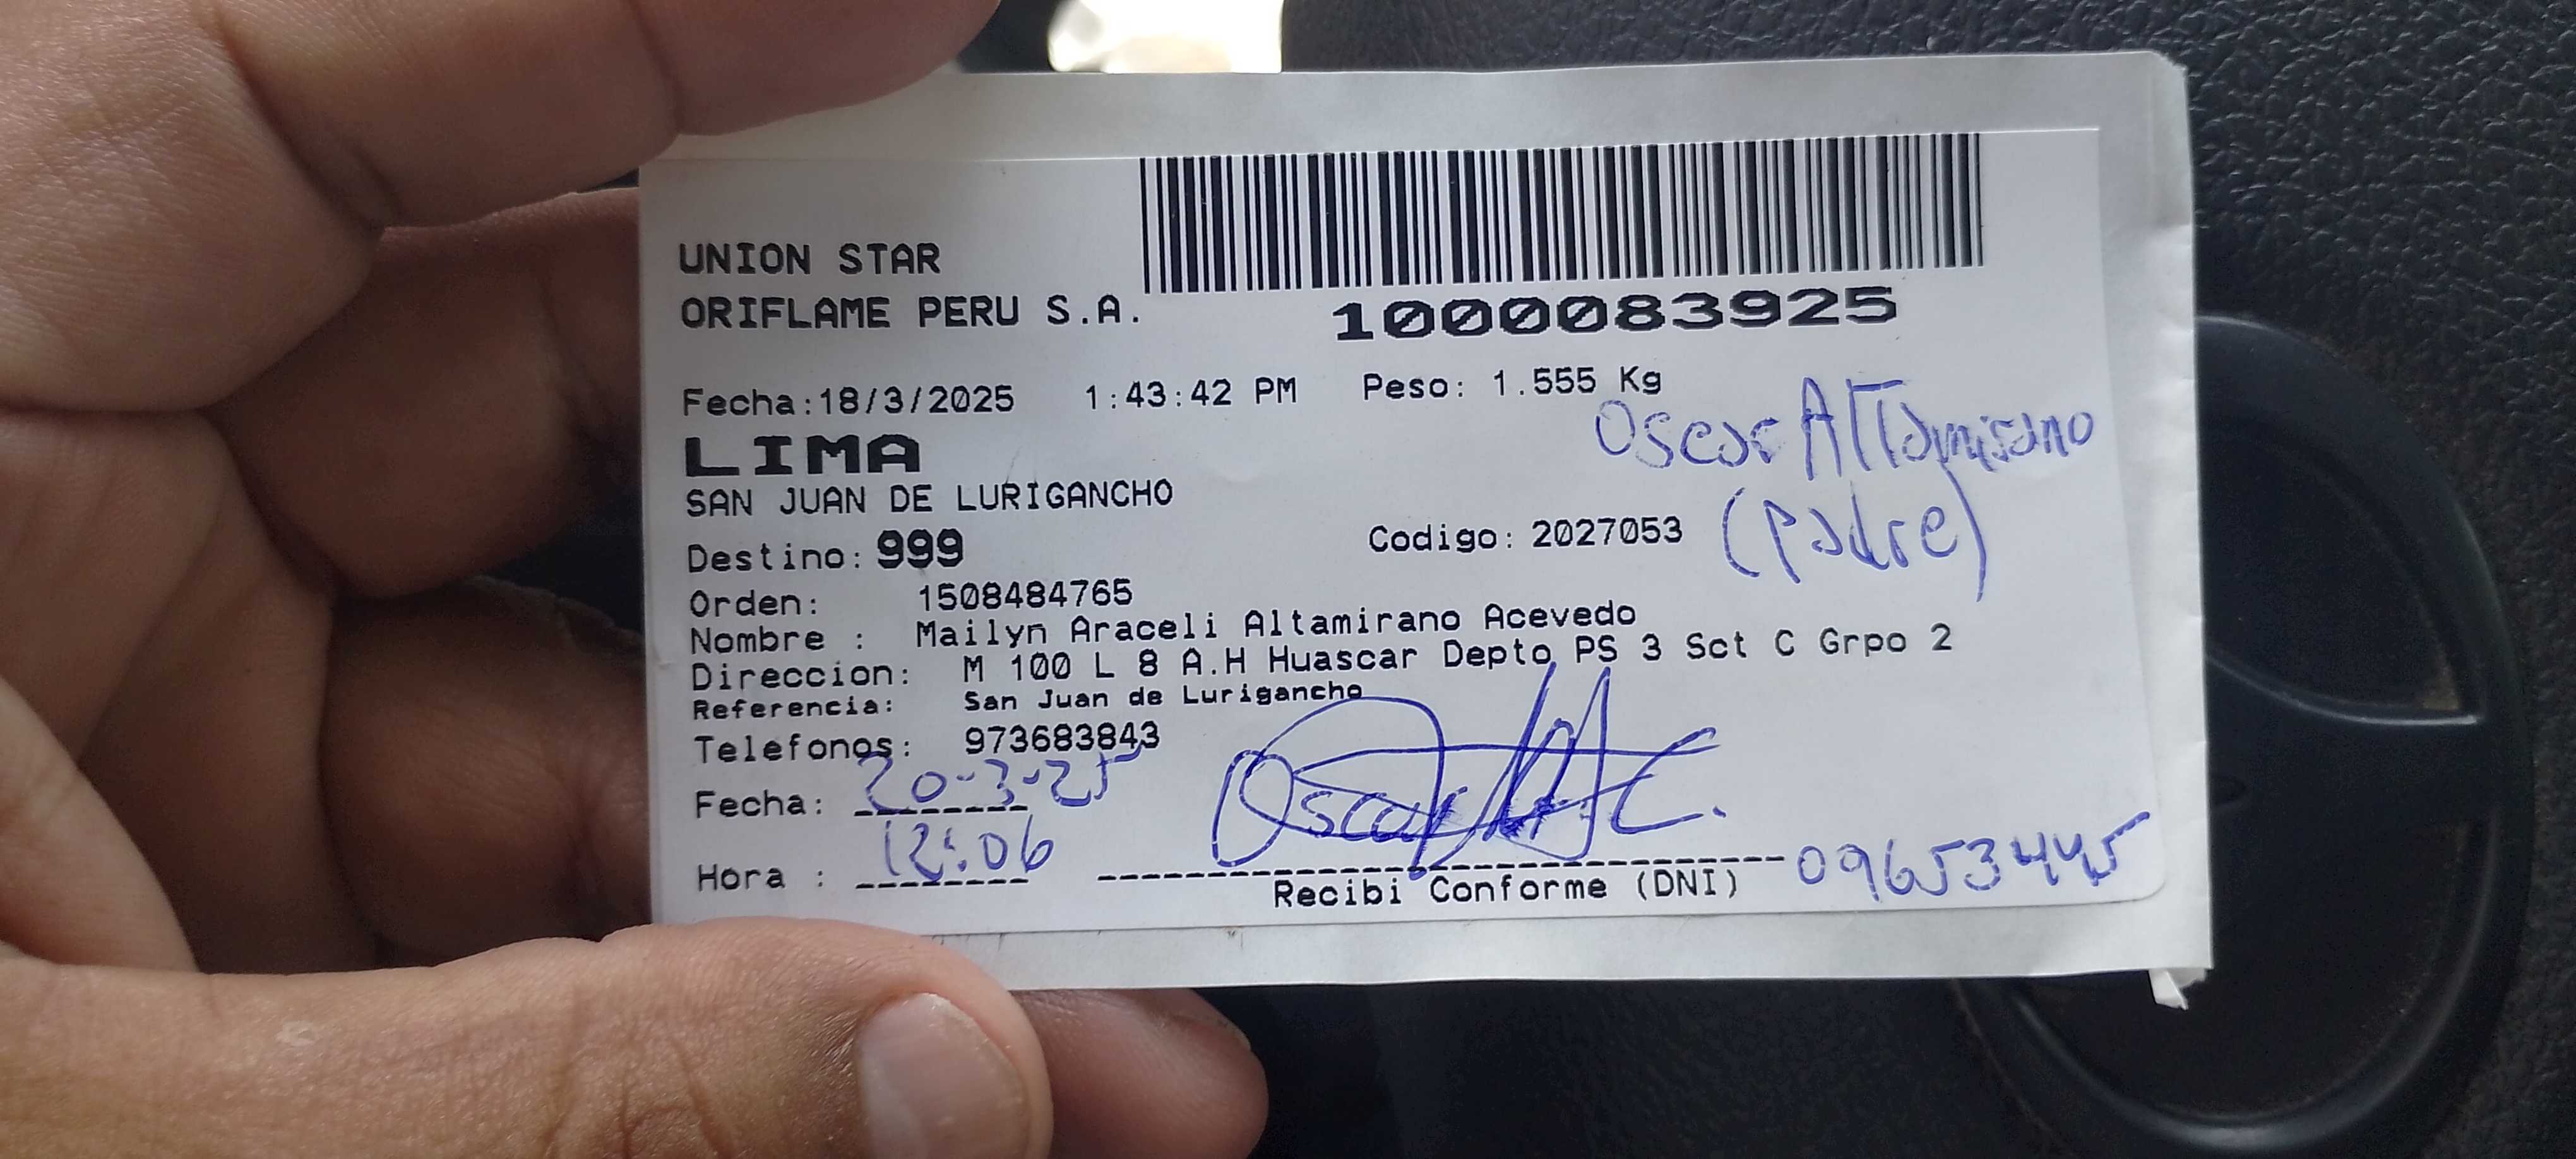 UNION STAR
ORIFLAME PERU S.A.
1000083925
Fecha:18/3/2025 1:43:42 PM Peso: 1.555 Kg
Oscar Altamirano
LIMA
SAN JUAN DE LURIGANCHO
(padre)
Destino: 999 Codigo: 2027053
Orden: 1508484765
Nombre : Mailyn Araceli Altamirano Acevedo
Direccion: M 100 L 8 A.H Huascar Depto PS 3 Sct C Grpo 2
Referencia: San Juan de Lurigancho
Telefonos: 973683843
Fecha: 20-3-25
Oscar A C.
Hora : 12:06
09653445
Recibi Conforme (DNI)